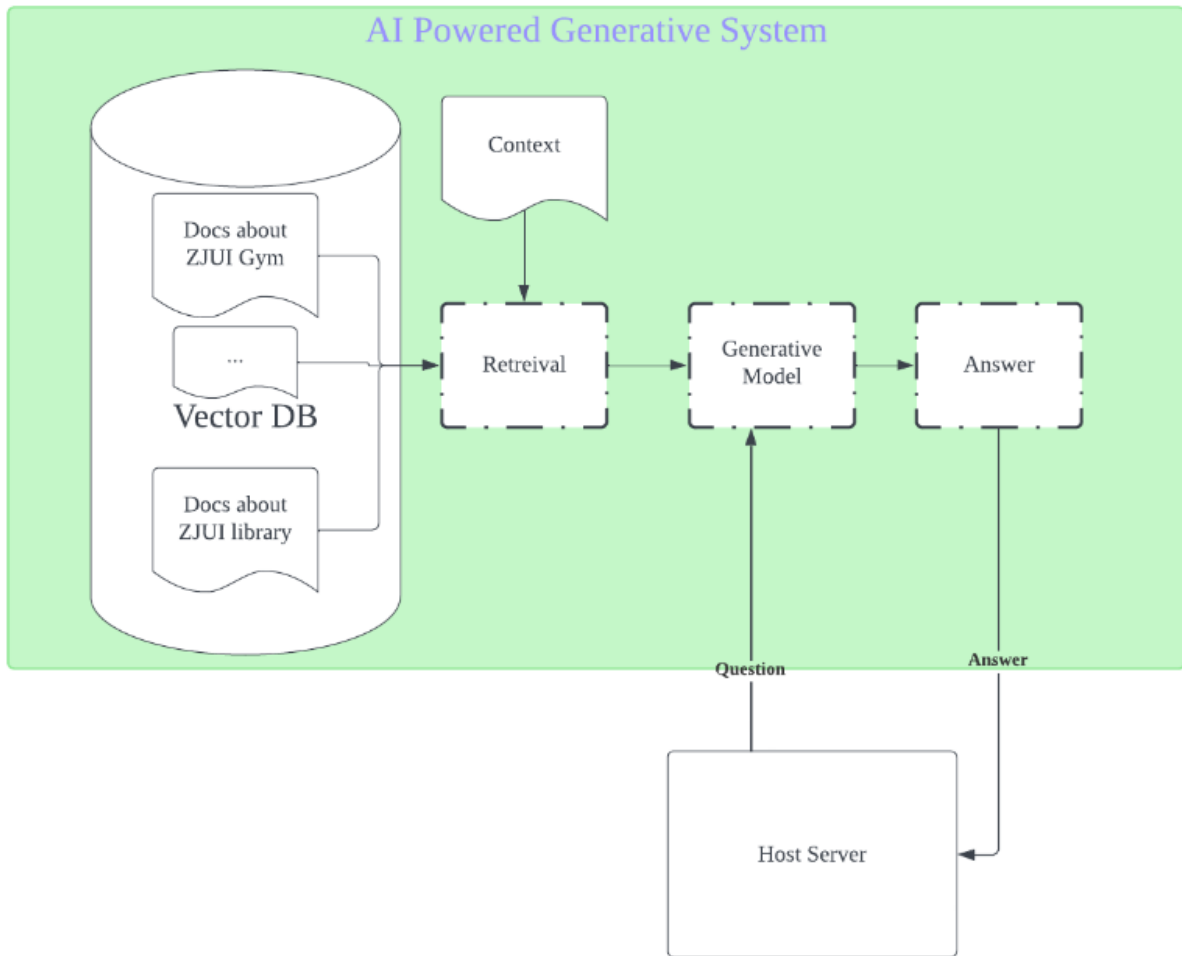 AI Powered Generative System
Context
Docs about
ZJUI Gym
...
Vector DB
Docs about
ZJUI library
Retreival
Generative
Model
Answer
Question
Answer
Host Server